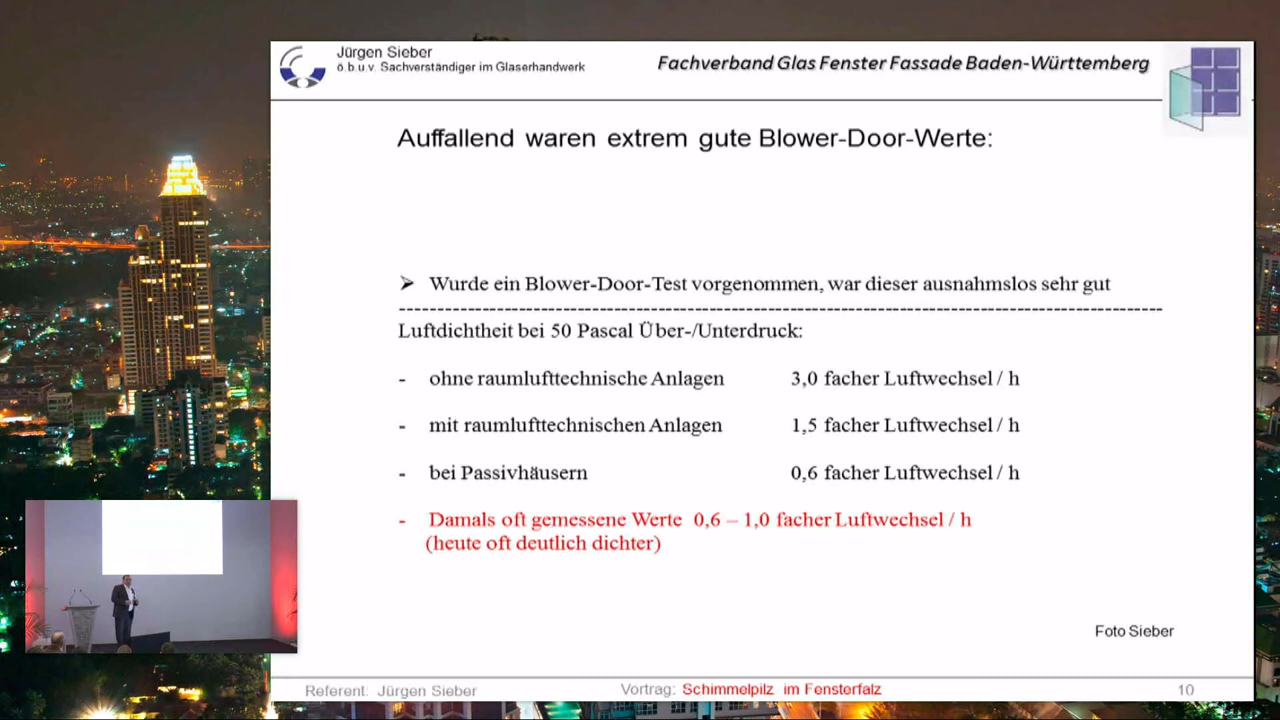 Jürgen Sieber
ö.b.u.v. Sachverständiger im Glaserhandwerk
Fachverband Glas Fenster Fassade Baden-Württemberg
Auffallend waren extrem gute Blower-Door-Werte:
➢ Wurde ein Blower-Door-Test vorgenommen, war dieser ausnahmslos sehr gut
Luftdichtheit bei 50 Pascal Über-/Unterdruck:
- ohne raumlufttechnische Anlagen 3,0 facher Luftwechsel / h
- mit raumlufttechnischen Anlagen 1,5 facher Luftwechsel / h
- bei Passivhäusern 0,6 facher Luftwechsel / h
- Damals oft gemessene Werte 0,6 – 1,0 facher Luftwechsel / h
(heute oft deutlich dichter)
Foto Sieber
Referent: Jürgen Sieber Vortrag: Schimmelpilz im Fensterfalz 10